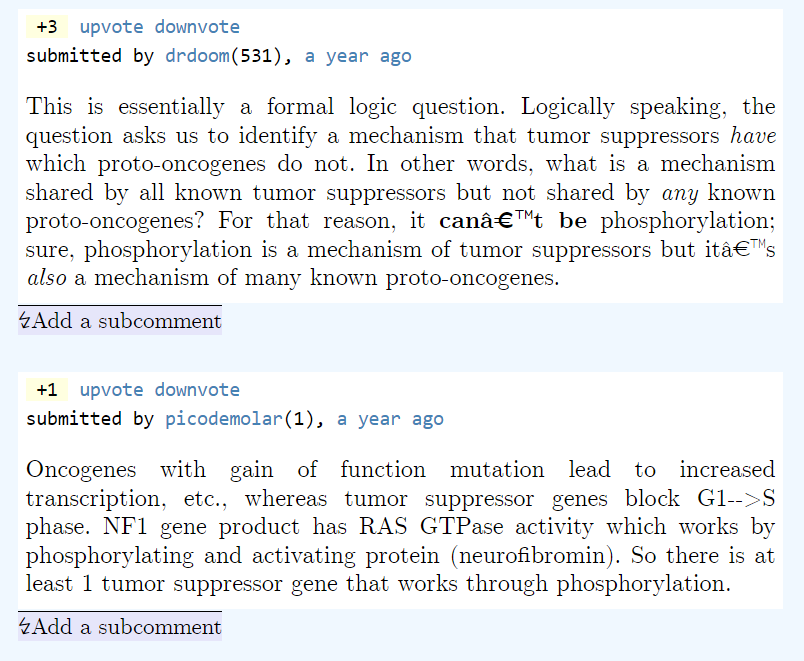 +3 upvote downvote
submitted by drdoom(531), a year ago
This is essentially a formal logic question. Logically speaking, the
question asks us to identify a mechanism that tumor suppressors have
which proto-oncogenes do not. In other words, what is a mechanism
shared by all known tumor suppressors but not shared by any known
proto-oncogenes? For that reason, it canâ€™t be phosphorylation;
sure, phosphorylation is a mechanism of tumor suppressors but itâ€™s
also a mechanism of many known proto-oncogenes.
↯Add a subcomment
+1 upvote downvote
submitted by picodemolar(1), a year ago
Oncogenes with gain of function mutation lead to increased
transcription, etc., whereas tumor suppressor genes block G1-->S
phase. NF1 gene product has RAS GTPase activity which works by
phosphorylating and activating protein (neurofibromin). So there is at
least 1 tumor suppressor gene that works through phosphorylation.
↯Add a subcomment